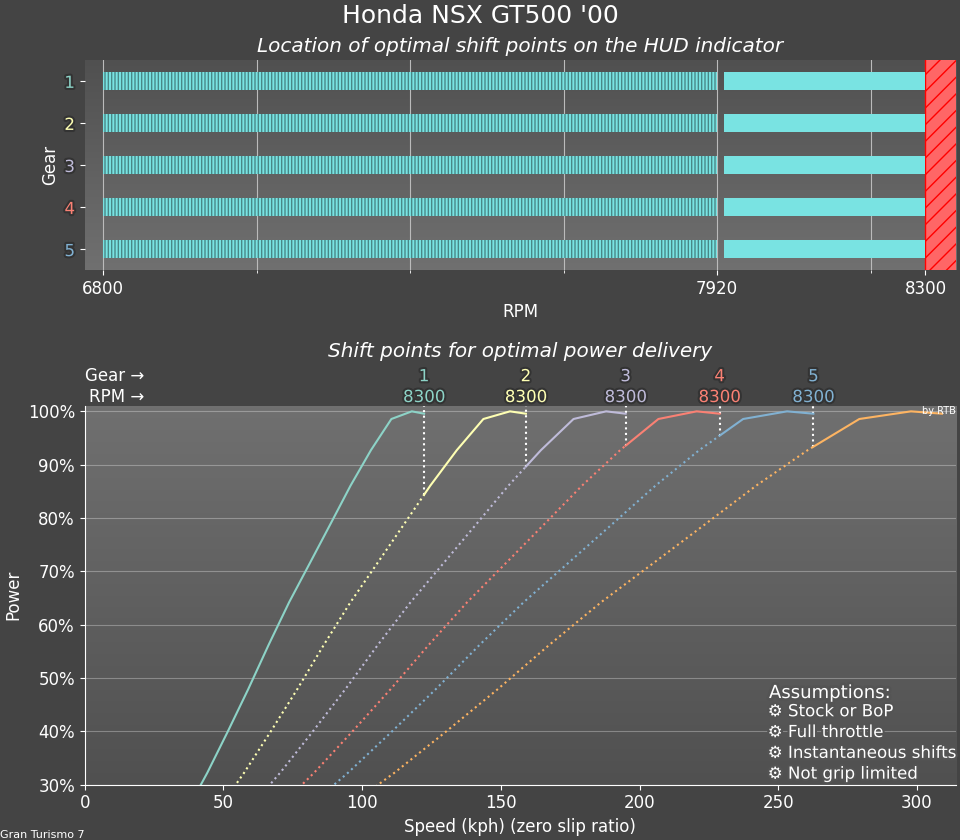 Honda NSX GT500 '00
Location of optimal shift points on the HUD indicator
Gear
1
2
3
4
5
6800 7920 8300
RPM
Shift points for optimal power delivery
Gear → 1 2 3 4 5
RPM → 8300 8300 8300 8300 8300
by RTB
Power
100%
90%
80%
70%
60%
50%
40%
30%
Assumptions:
⚙ Stock or BoP
⚙ Full throttle
⚙ Instantaneous shifts
⚙ Not grip limited
0 50 100 150 200 250 300
Speed (kph) (zero slip ratio)
Gran Turismo 7